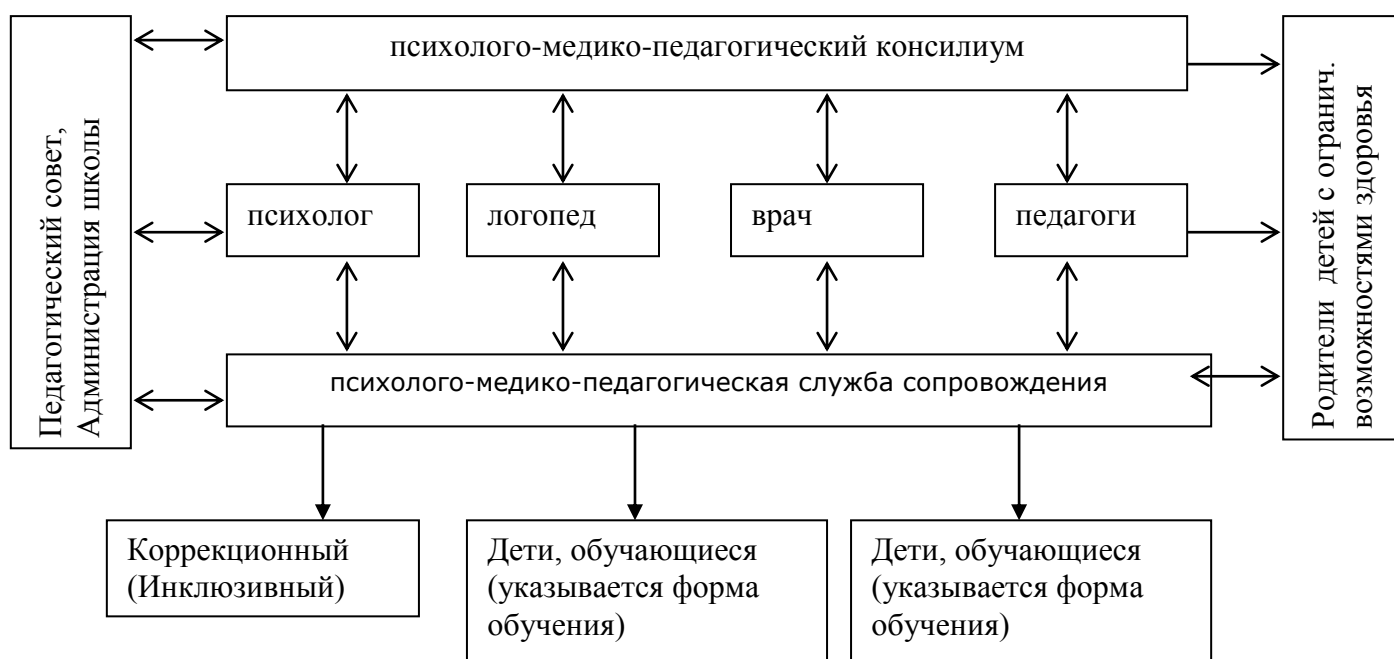 психолого-медико-педагогический консилиум
Педагогический совет,
Администрация школы
Родители детей с огранич.
возможностями здоровья
психолог
логопед
врач
педагоги
психолого-медико-педагогическая служба сопровождения
Коррекционный
(Инклюзивный)
Дети, обучающиеся
(указывается форма
обучения)
Дети, обучающиеся
(указывается форма
обучения)